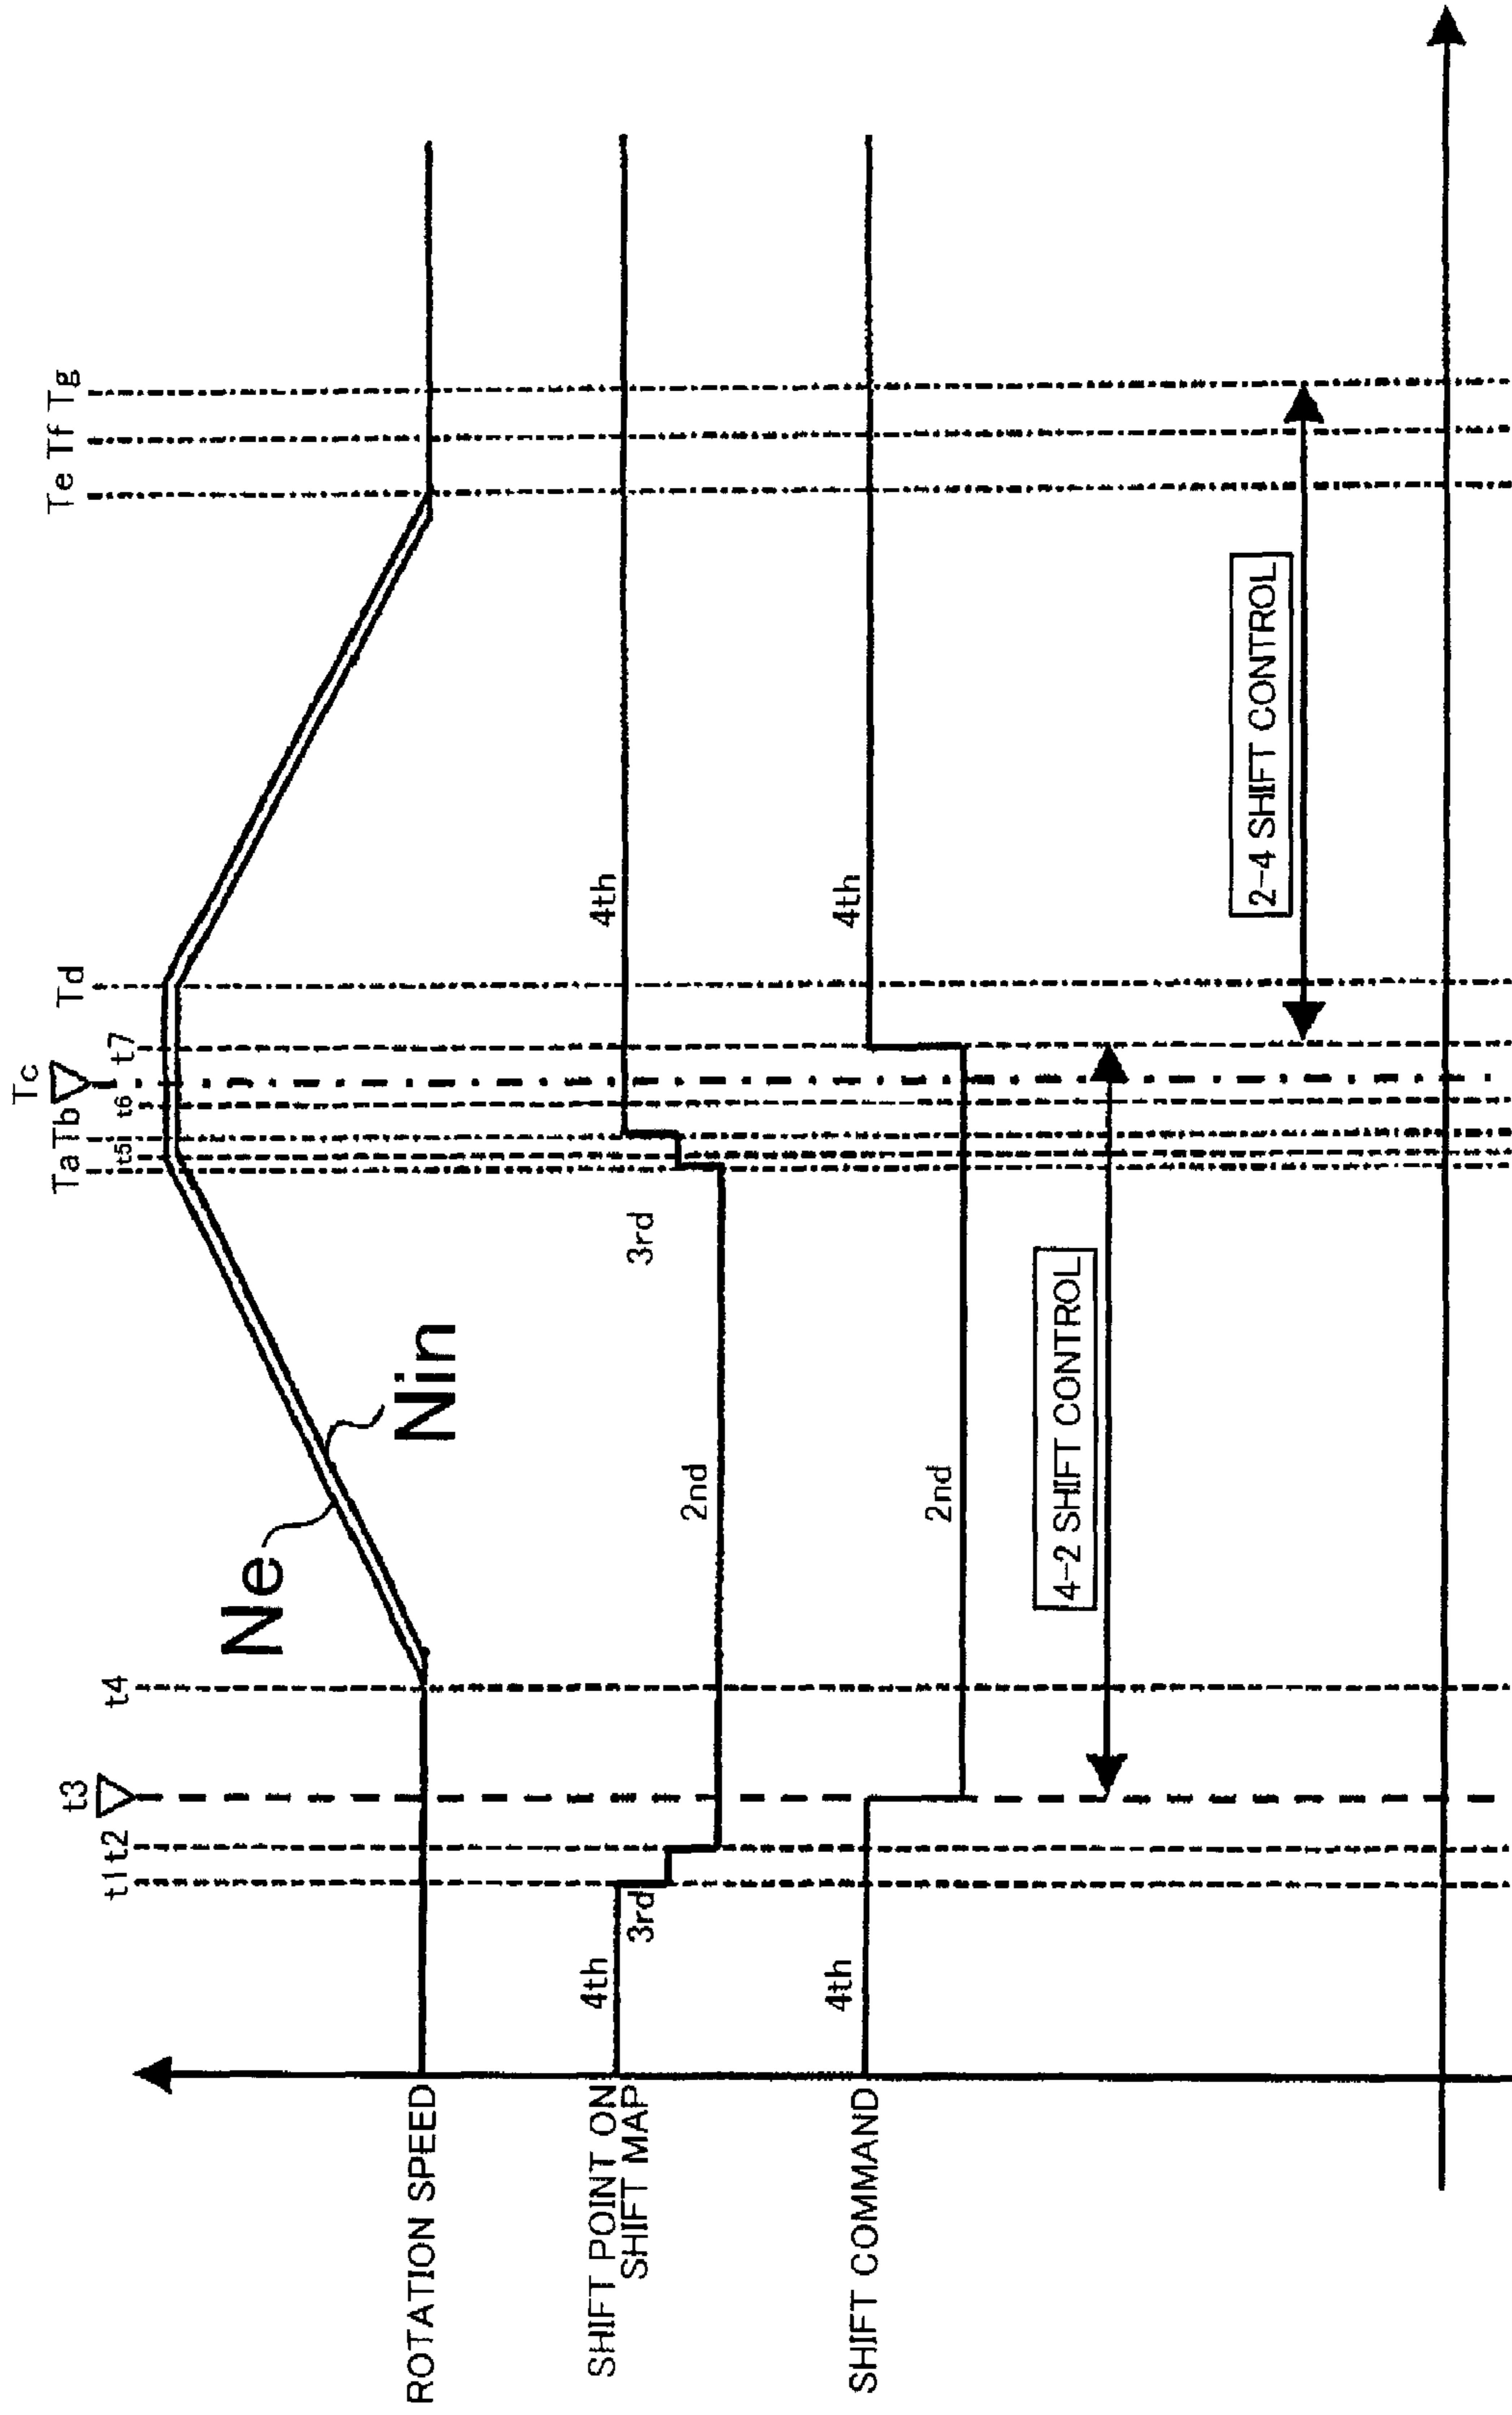 Tc
t3
Ta Tb
Td
Te Tf Tg
t1 t2
t4
t5
t6
t7
Ne
Nin
ROTATION SPEED
SHIFT POINT ON
SHIFT MAP
4th
3rd
2nd
3rd
4th
SHIFT COMMAND
4th
2nd
4th
4-2 SHIFT CONTROL
2-4 SHIFT CONTROL